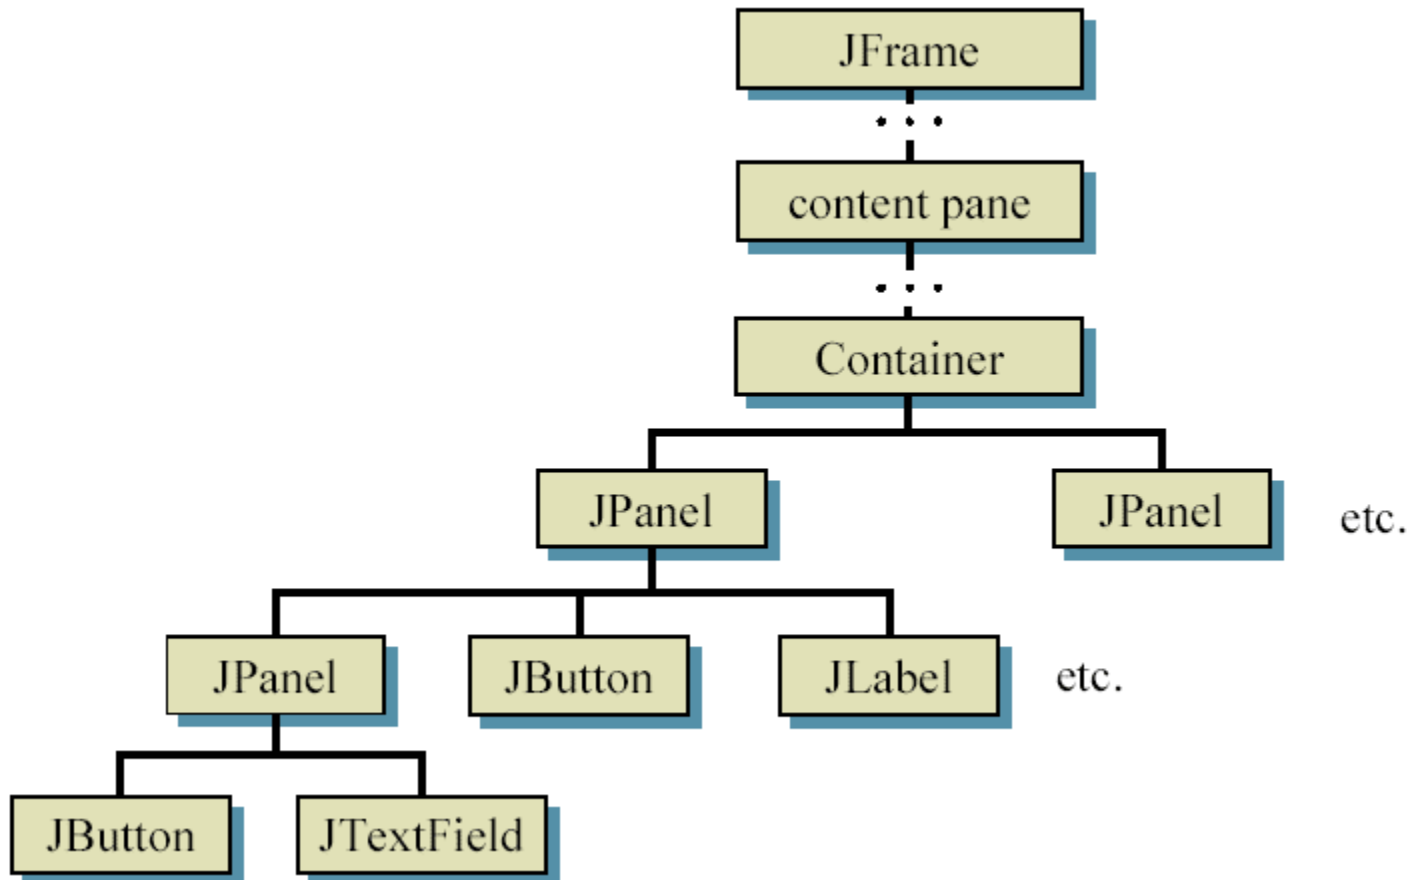 JFrame
. . .
content pane
. . .
Container
JPanel
JPanel
etc.
JPanel
JButton
JLabel
etc.
JButton
JTextField